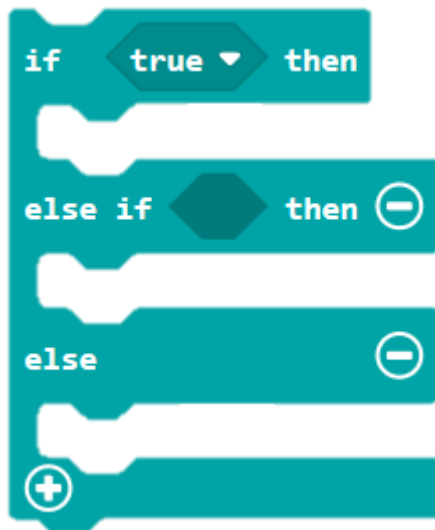 if true then
else if then
else